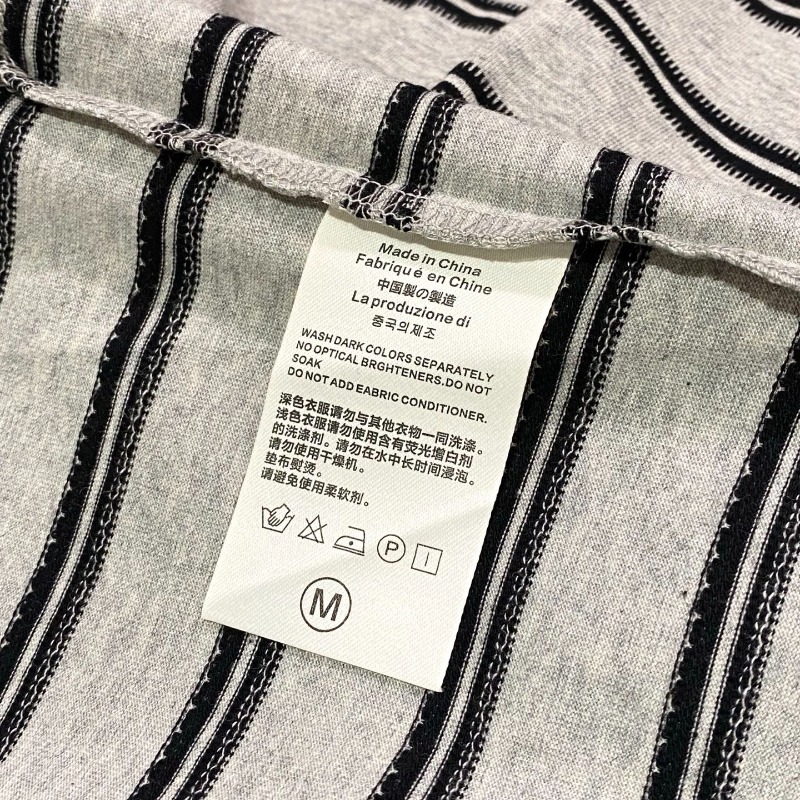 Made in China
Fabriqu é en Chine
中国製の製造
La produzione di
중국의제조
WASH DARK COLORS SEPARATELY
NO OPTICAL BRGHTENERS.DO NOT
SOAK
DO NOT ADD EABRIC CONDITIONER.
深色衣服请勿与其他衣物一同洗涤。
浅色衣服请勿使用含有荧光增白剂
的洗涤剂。请勿在水中长时间浸泡。
请勿使用干燥机。
垫布熨烫。
请避免使用柔软剂。
P
M